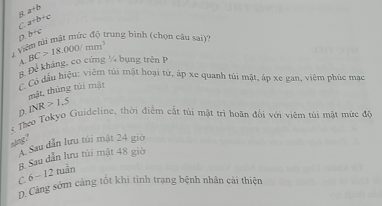 B. a+b
C. a+b+c
D. b+c
4. Viêm túi mật mức độ trung bình (chọn câu sai)?
A. BC > 18.000/ mm³
B. Đề kháng, co cứng ¼ bụng trên P
C. Có dấu hiệu: viêm túi mật hoại tử, áp xe quanh túi mật, áp xe gan, viêm phúc mạc
mật, thủng túi mật
D. INR > 1,5
5. Theo Tokyo Guideline, thời điểm cắt túi mật trì hoãn đối với viêm túi mật mức độ
nặng?
A. Sau dẫn lưu túi mật 24 giờ
B. Sau dẫn lưu túi mật 48 giờ
C. 6 – 12 tuần
D. Càng sớm càng tốt khi tình trạng bệnh nhân cải thiện